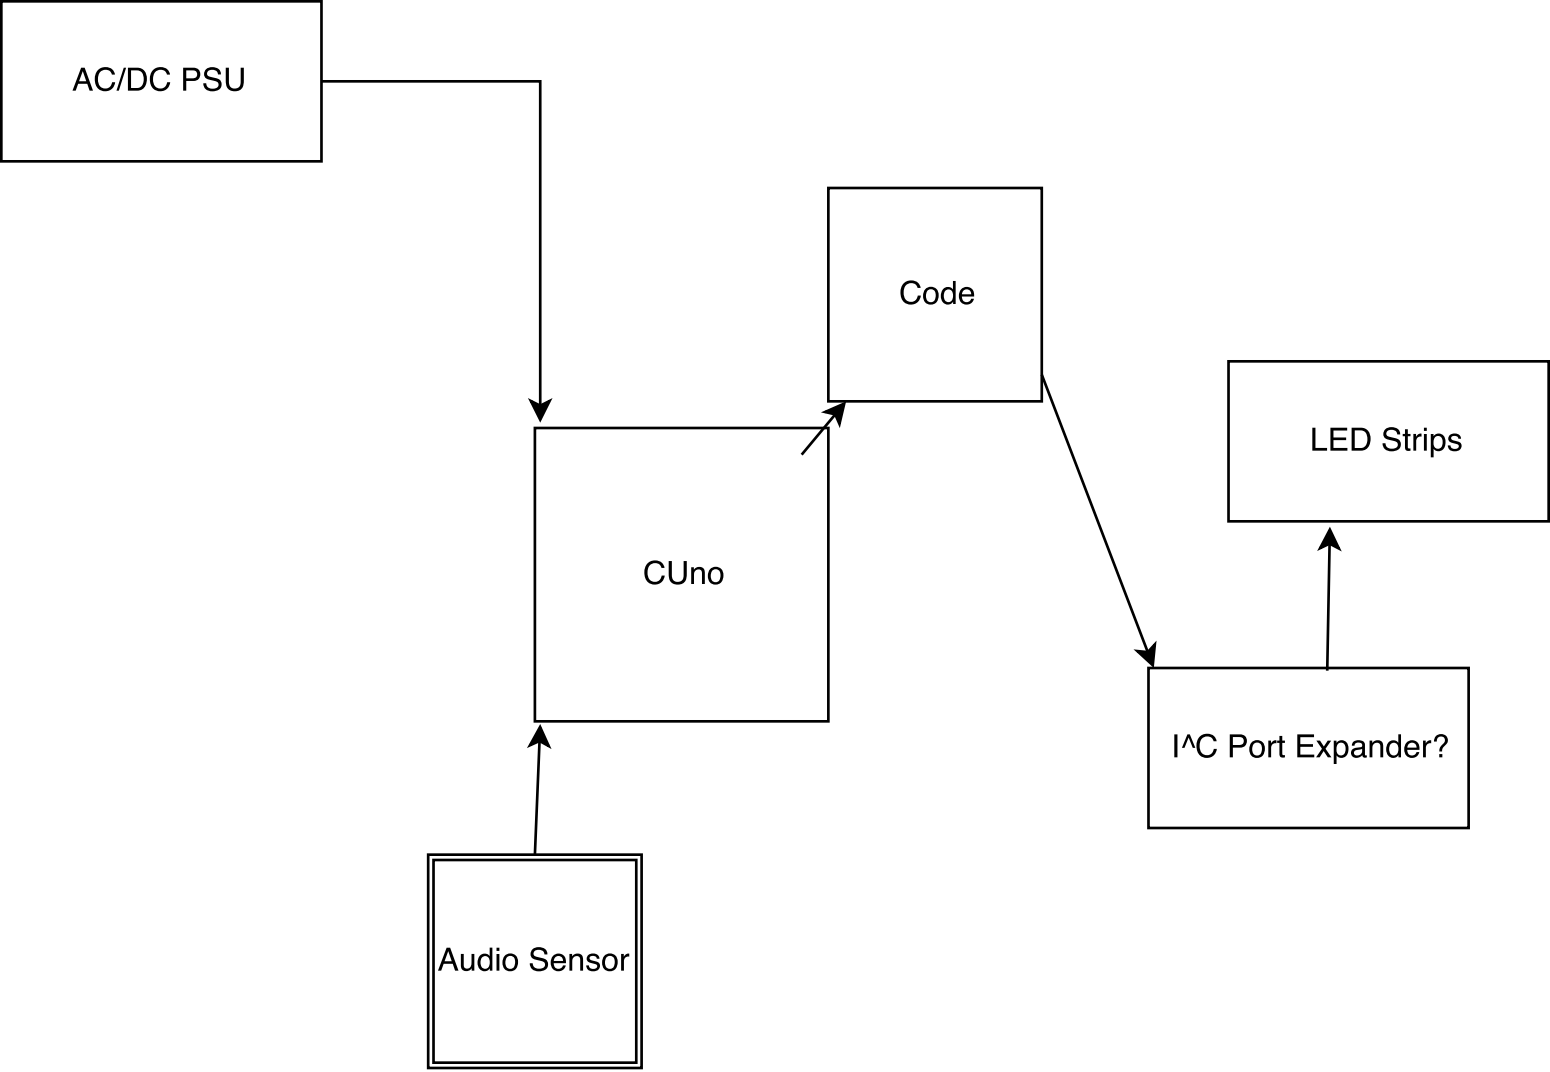 AC/DC PSU
Code
LED Strips
CUno
I^C Port Expander?
Audio Sensor